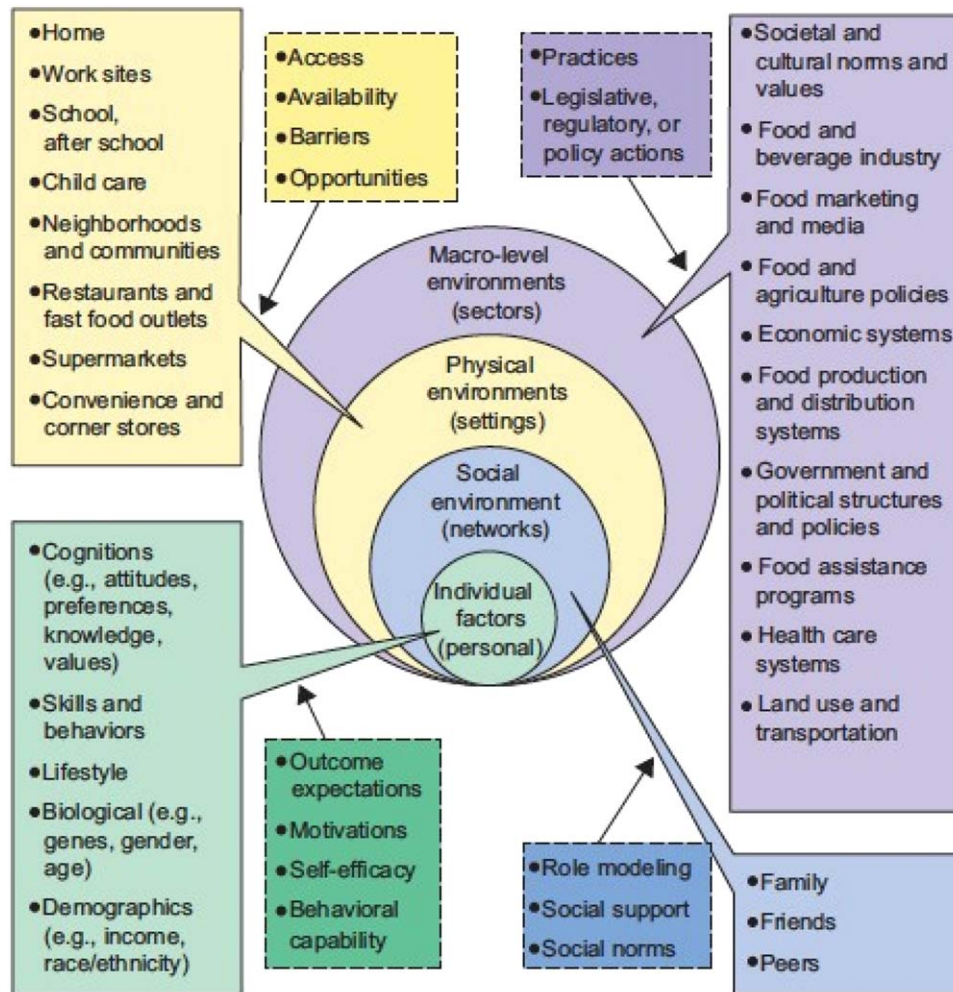 ●Home
●Work sites
●School,
after school
●Child care
●Neighborhoods
and communities
●Restaurants and
fast food outlets
●Supermarkets
●Convenience and
corner stores
●Access
●Availability
●Barriers
●Opportunities
●Practices
●Legislative,
regulatory, or
policy actions
●Societal and
cultural norms and
values
● Food and
beverage industry
●Food marketing
and media
● Food and
agriculture policies
● Economic systems
● Food production
and distribution
systems
● Government and
political structures
and policies
● Food assistance
programs
● Health care
systems
● Land use and
transportation
Macro-level
environments
(sectors)
Physical
environments
(settings)
Social
environment
(networks)
Individual
factors
(personal)
●Cognitions
(e.g., attitudes,
preferences,
knowledge,
values)
●Skills and
behaviors
●Lifestyle
●Biological (e.g.,
genes, gender,
age)
●Demographics
(e.g., income,
race/ethnicity)
●Outcome
expectations
●Motivations
●Self-efficacy
●Behavioral
capability
●Role modeling
●Social support
●Social norms
●Family
●Friends
●Peers